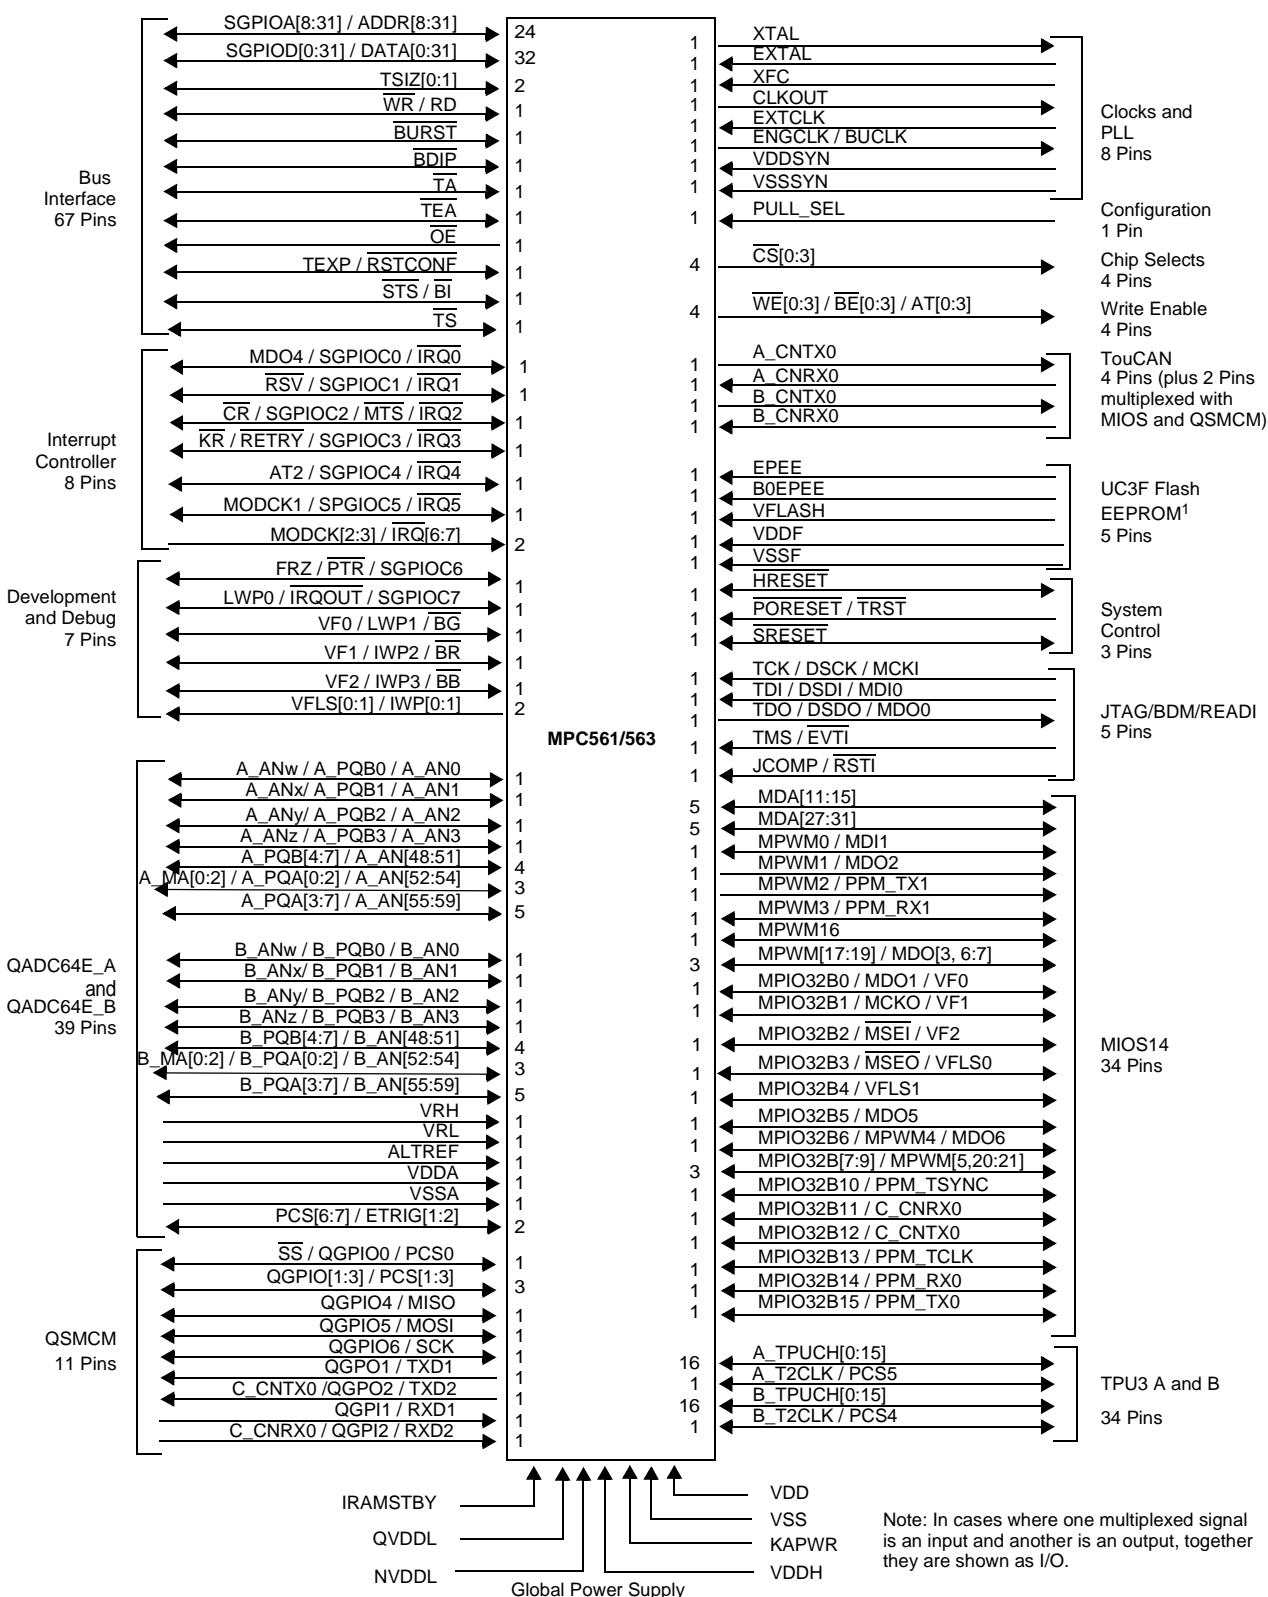 SGPIOA[8:31] / ADDR[8:31]
24
SGPIOD[0:31] / DATA[0:31]
32
TSIZ[0:1]
2
WR / RD
1
BURST
1
BDIP
1
TA
1
TEA
1
OE
1
TEXP / RSTCONF
1
STS / BI
1
TS
1
Bus
Interface
67 Pins
MDO4 / SGPIOC0 / IRQ0
1
RSV / SGPIOC1 / IRQ1
1
CR / SGPIOC2 / MTS / IRQ2
1
KR / RETRY / SGPIOC3 / IRQ3
1
AT2 / SGPIOC4 / IRQ4
1
MODCK1 / SPGIOC5 / IRQ5
1
MODCK[2:3] / IRQ[6:7]
2
Interrupt
Controller
8 Pins
FRZ / PTR / SGPIOC6
1
LWP0 / IRQOUT / SGPIOC7
1
VF0 / LWP1 / BG
1
VF1 / IWP2 / BR
1
VF2 / IWP3 / BB
1
VFLS[0:1] / IWP[0:1]
2
Development
and Debug
7 Pins
A_ANw / A_PQB0 / A_AN0
1
A_ANx/ A_PQB1 / A_AN1
1
A_ANy/ A_PQB2 / A_AN2
1
A_ANz / A_PQB3 / A_AN3
1
A_PQB[4:7] / A_AN[48:51]
4
A_MA[0:2] / A_PQA[0:2] / A_AN[52:54]
3
A_PQA[3:7] / A_AN[55:59]
5
B_ANw / B_PQB0 / B_AN0
1
B_ANx/ B_PQB1 / B_AN1
1
B_ANy/ B_PQB2 / B_AN2
1
B_ANz / B_PQB3 / B_AN3
1
B_PQB[4:7] / B_AN[48:51]
4
B_MA[0:2] / B_PQA[0:2] / B_AN[52:54]
3
B_PQA[3:7] / B_AN[55:59]
5
VRH
1
VRL
1
ALTREF
1
VDDA
1
VSSA
1
PCS[6:7] / ETRIG[1:2]
2
QADC64E_A
and
QADC64E_B
39 Pins
SS / QGPIO0 / PCS0
1
QGPIO[1:3] / PCS[1:3]
3
QGPIO4 / MISO
1
QGPIO5 / MOSI
1
QGPIO6 / SCK
1
QGPO1 / TXD1
1
C_CNTX0 /QGPO2 / TXD2
1
QGPI1 / RXD1
1
C_CNRX0 / QGPI2 / RXD2
1
QSMCM
11 Pins
MPC561/563
1
XTAL
1
EXTAL
1
XFC
1
CLKOUT
1
EXTCLK
1
ENGCLK / BUCLK
1
VDDSYN
1
VSSSYN
Clocks and
PLL
8 Pins
1
PULL_SEL
Configuration
1 Pin
4
CS[0:3]
Chip Selects
4 Pins
4
WE[0:3] / BE[0:3] / AT[0:3]
Write Enable
4 Pins
1
A_CNTX0
1
A_CNRX0
1
B_CNTX0
1
B_CNRX0
TouCAN
4 Pins (plus 2 Pins
multiplexed with
MIOS and QSMCM)
1
EPEE
1
B0EPEE
1
VFLASH
1
VDDF
1
VSSF
UC3F Flash
EEPROM1
5 Pins
1
HRESET
1
PORESET / TRST
1
SRESET
System
Control
3 Pins
1
TCK / DSCK / MCKI
1
TDI / DSDI / MDI0
1
TDO / DSDO / MDO0
1
TMS / EVTI
1
JCOMP / RSTI
JTAG/BDM/READI
5 Pins
5
MDA[11:15]
5
MDA[27:31]
1
MPWM0 / MDI1
1
MPWM1 / MDO2
1
MPWM2 / PPM_TX1
1
MPWM3 / PPM_RX1
1
MPWM16
3
MPWM[17:19] / MDO[3, 6:7]
1
MPIO32B0 / MDO1 / VF0
1
MPIO32B1 / MCKO / VF1
1
MPIO32B2 / MSEI / VF2
1
MPIO32B3 / MSEO / VFLS0
1
MPIO32B4 / VFLS1
1
MPIO32B5 / MDO5
1
MPIO32B6 / MPWM4 / MDO6
3
MPIO32B[7:9] / MPWM[5,20:21]
1
MPIO32B10 / PPM_TSYNC
1
MPIO32B11 / C_CNRX0
1
MPIO32B12 / C_CNTX0
1
MPIO32B13 / PPM_TCLK
1
MPIO32B14 / PPM_RX0
1
MPIO32B15 / PPM_TX0
MIOS14
34 Pins
16
A_TPUCH[0:15]
1
A_T2CLK / PCS5
16
B_TPUCH[0:15]
1
B_T2CLK / PCS4
TPU3 A and B
34 Pins
IRAMSTBY
QVDDL
NVDDL
VDD
VSS
KAPWR
VDDH
Global Power Supply
Note: In cases where one multiplexed signal
is an input and another is an output, together
they are shown as I/O.